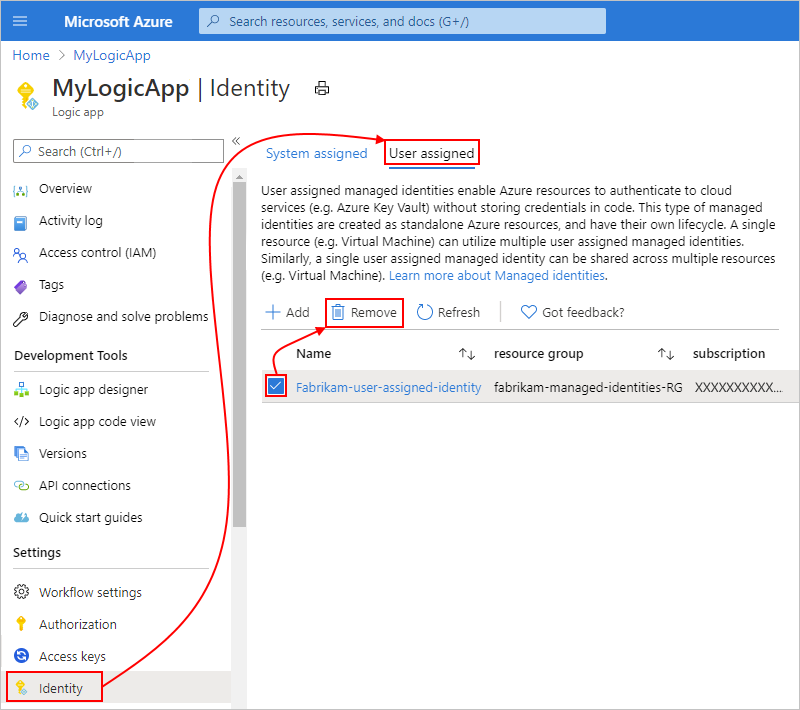 Microsoft Azure
Search resources, services, and docs (G+/)
Home > MyLogicApp
MyLogicApp | Identity
Logic app
Search (Ctrl+/)
«
Overview
Activity log
Access control (IAM)
Tags
Diagnose and solve problems
Development Tools
Logic app designer
Logic app code view
Versions
API connections
Quick start guides
Settings
Workflow settings
Authorization
Access keys
Identity
System assigned User assigned
User assigned managed identities enable Azure resources to authenticate to cloud
services (e.g. Azure Key Vault) without storing credentials in code. This type of managed
identities are created as standalone Azure resources, and have their own lifecycle. A single
resource (e.g. Virtual Machine) can utilize multiple user assigned managed identities.
Similarly, a single user assigned managed identity can be shared across multiple resources
(e.g. Virtual Machine). Learn more about Managed identities.
Add Remove Refresh Got feedback?
Name resource group subscription
Fabrikam-user-assigned-identity fabrikam-managed-identities-RG XXXXXXXXXX...